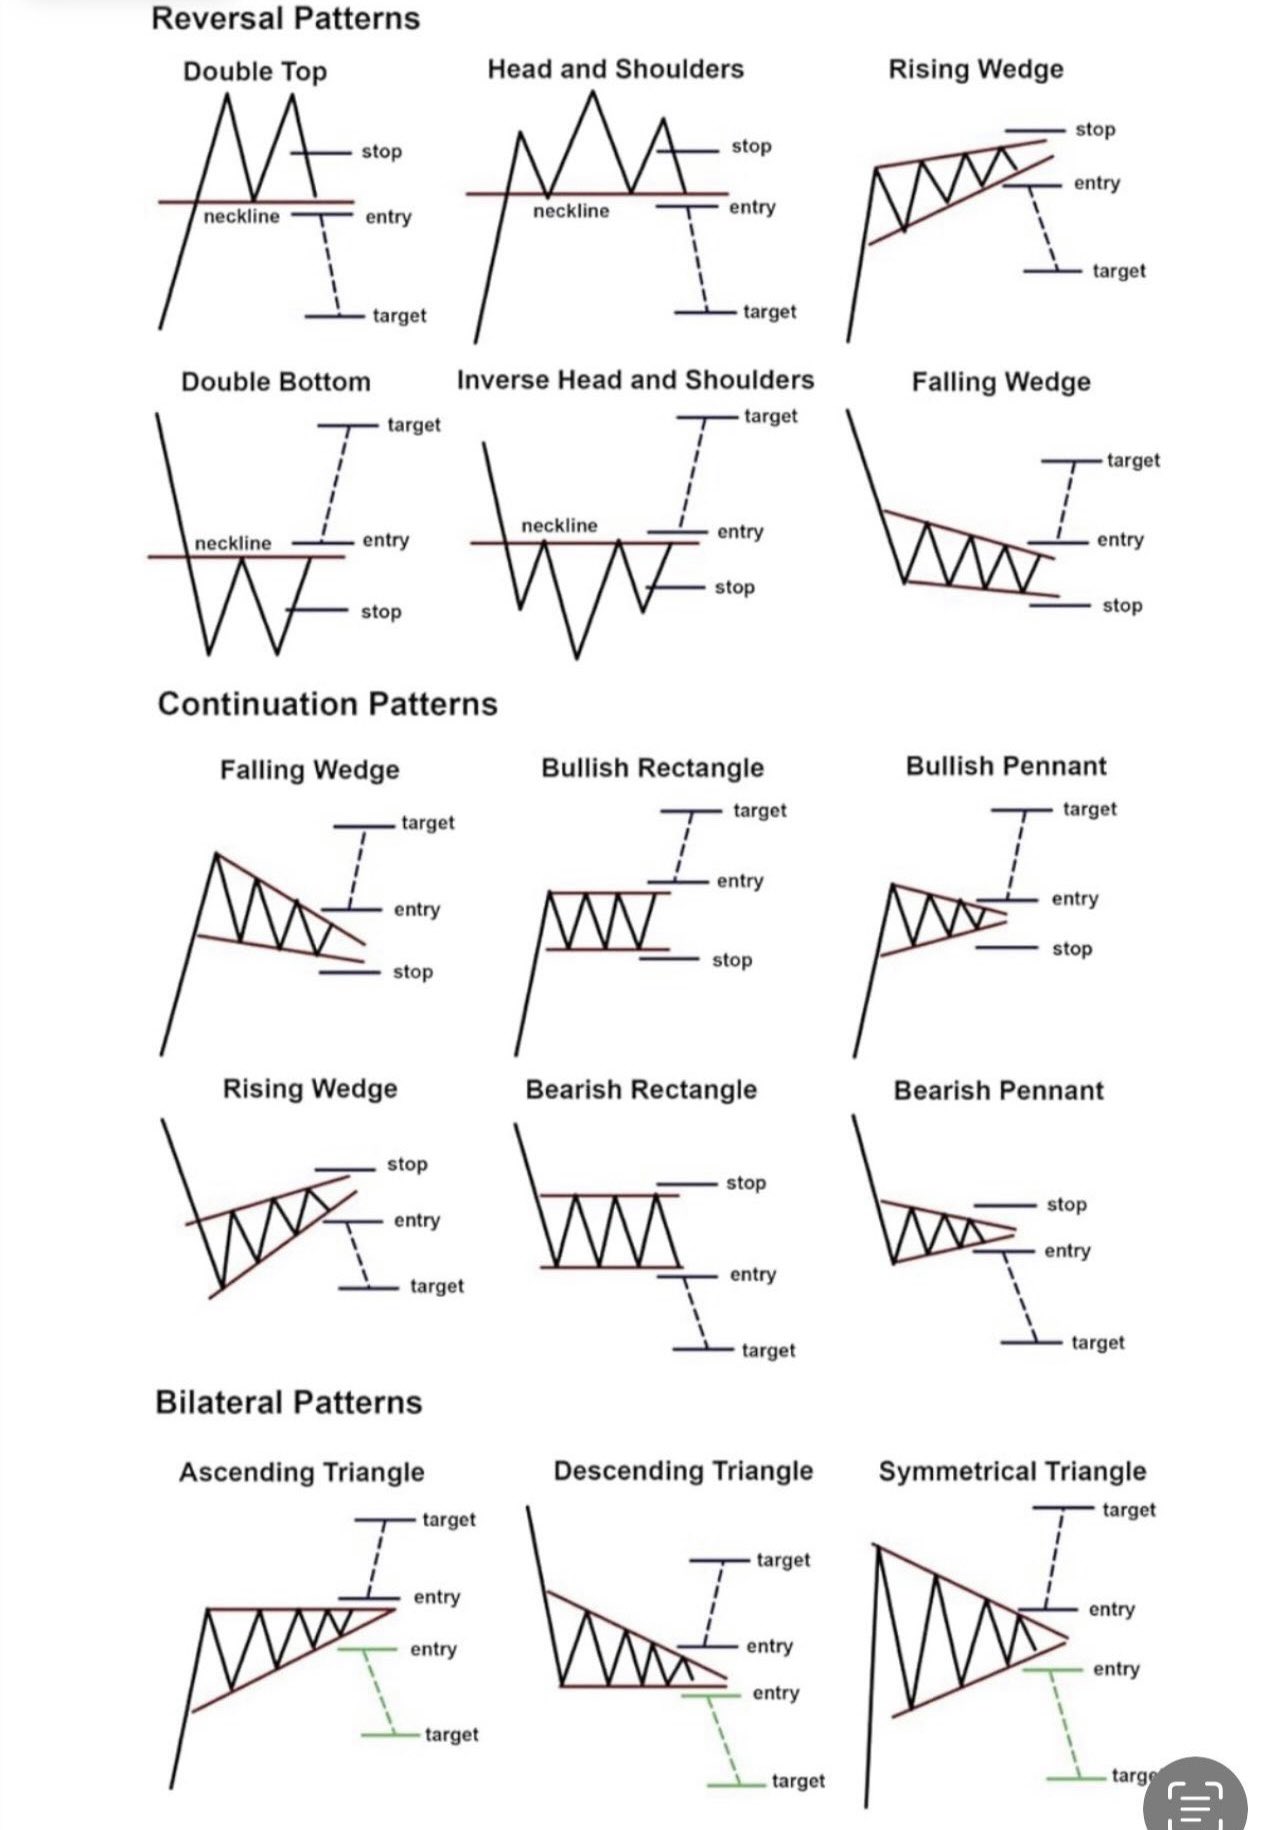 Reversal Patterns
Double Top
stop
neckline
entry
target
Head and Shoulders
stop
neckline
entry
target
Rising Wedge
stop
entry
target
Double Bottom
target
neckline
entry
stop
Inverse Head and Shoulders
target
neckline
entry
stop
Falling Wedge
target
entry
stop
Continuation Patterns
Falling Wedge
target
entry
stop
Bullish Rectangle
target
entry
stop
Bullish Pennant
target
entry
stop
Rising Wedge
stop
entry
target
Bearish Rectangle
stop
entry
target
Bearish Pennant
stop
entry
target
Bilateral Patterns
Ascending Triangle
target
entry
entry
target
Descending Triangle
target
entry
entry
target
Symmetrical Triangle
target
entry
entry
targe